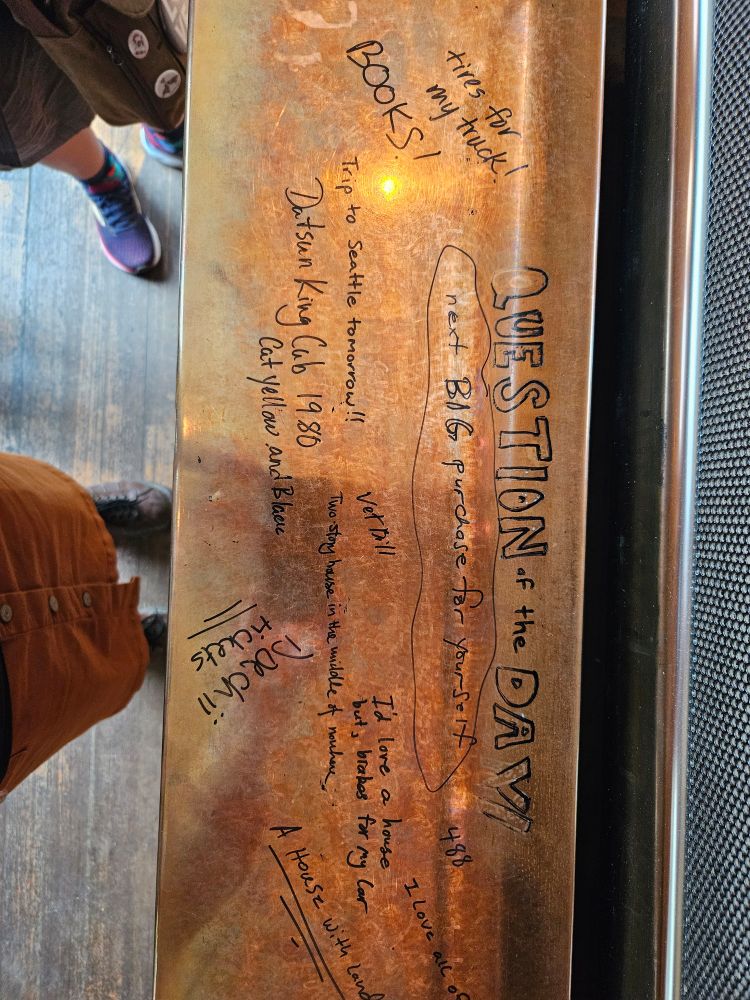 QUESTION of the DAY
next BIG purchase for yourself
tires for
my truck!
BOOKS!
Trip to Seattle tomorrow!!
Datsun King Cab 1980
Cat yellow and Black
Vet bill
Two story house in the middle of nowhere
tickets
I'd love a house
but, brakes for my car
A House with land
488
I Love all of